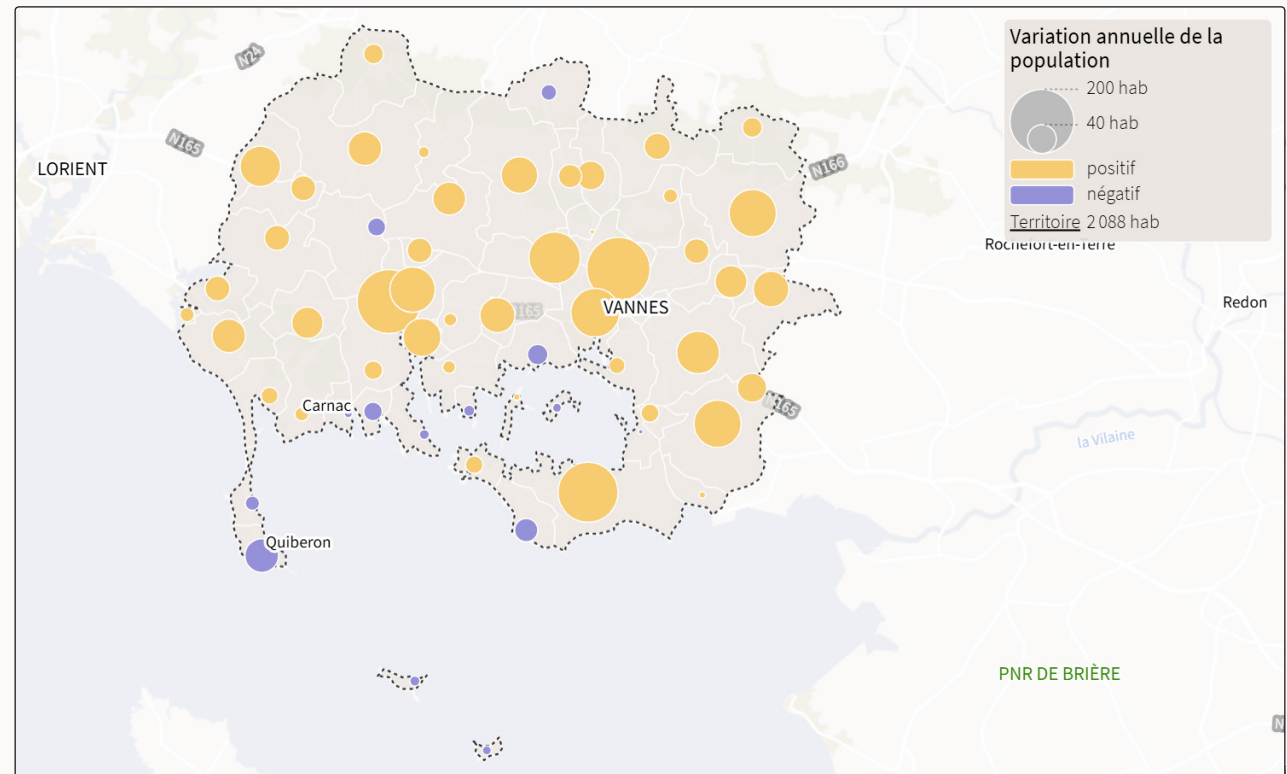 Variation annuelle de la
population
200 hab
40 hab
positif
négatif
Territoire 2 088 hab
N24
N165
LORIENT
N166
Rochefort-en-Terre
Redon
VANNES
165
Carnac
N165
la Vilaine
Quiberon
PNR DE BRIÈRE
N